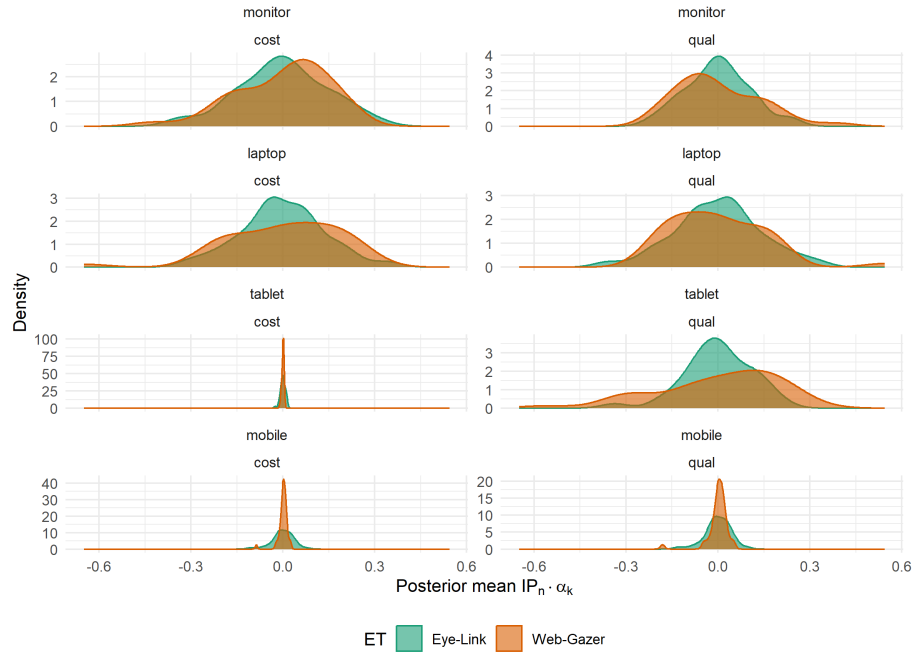 monitor
cost
0
1
2
monitor
qual
0
1
2
3
4
laptop
cost
0
1
2
3
laptop
qual
0
1
2
3
tablet
cost
0
25
50
75
100
tablet
qual
0
1
2
3
mobile
cost
0
10
20
30
40
mobile
qual
0
5
10
15
20
Density
-0.6 -0.3 0.0 0.3 0.6
-0.6 -0.3 0.0 0.3 0.6
Posterior mean IPₙ · αₖ
ET Eye-Link Web-Gazer